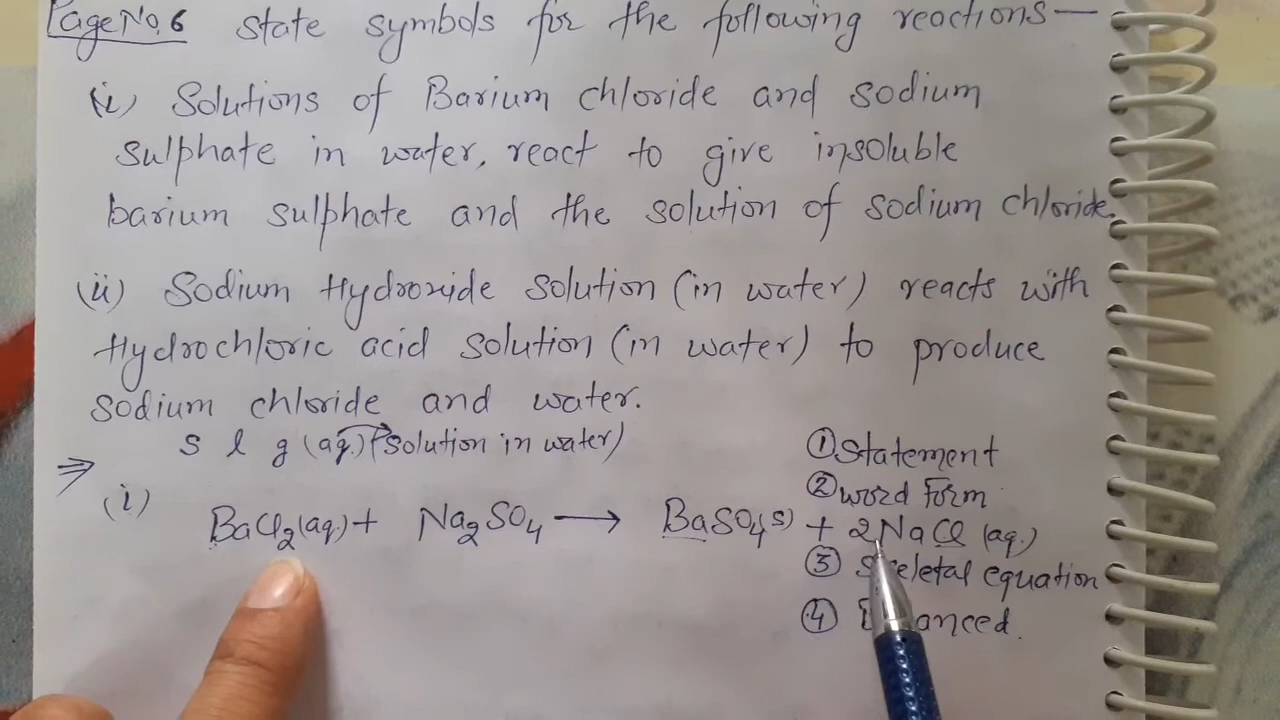 Page No. 6 state symbols for the following reactions—
(i) Solutions of Barium chloride and sodium
sulphate in water, react to give insoluble
barium sulphate and the solution of sodium chloride.
(ii) Sodium Hydroxide solution (in water) reacts with
Hydrochloric acid solution (in water) to produce
sodium chloride and water.
s l g (aq.) (solution in water)
⇒
(i) BaCl₂(aq.) + Na₂SO₄ → BaSO₄(s) + 2NaCl (aq.)
① Statement
② word Form
③ equation
④